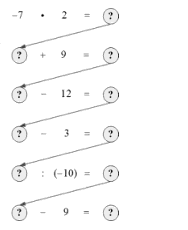 −7 • 2 = ?
? + 9 = ?
? − 12 = ?
? − 3 = ?
? : (−10) = ?
? − 9 = ?